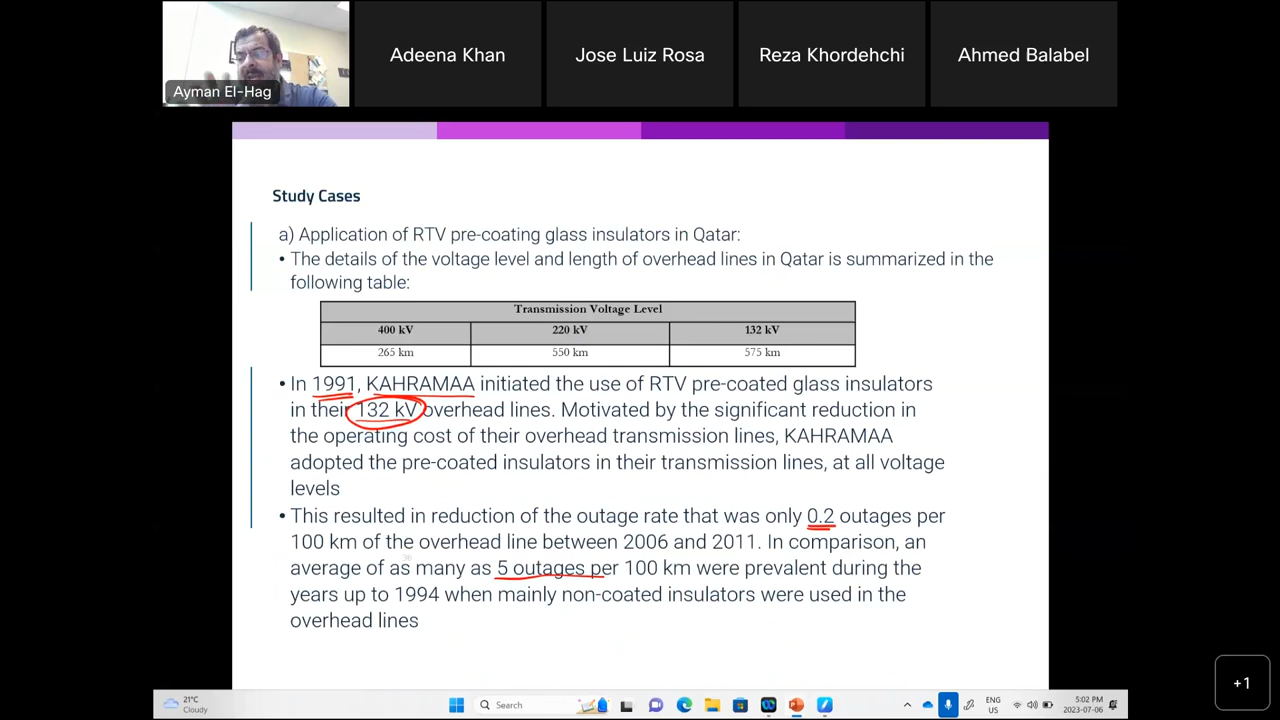 Adeena Khan
Jose Luiz Rosa
Reza Khordehchi
Ahmed Balabel
Ayman El-Hag
Study Cases
a) Application of RTV pre-coating glass insulators in Qatar:
• The details of the voltage level and length of overhead lines in Qatar is summarized in the
following table:
Transmission Voltage Level
400 kV 220 kV 132 kV
265 km 550 km 575 km
• In 1991, KAHRAMAA initiated the use of RTV pre-coated glass insulators
in their 132 kV overhead lines. Motivated by the significant reduction in
the operating cost of their overhead transmission lines, KAHRAMAA
adopted the pre-coated insulators in their transmission lines, at all voltage
levels
• This resulted in reduction of the outage rate that was only 0.2 outages per
100 km of the overhead line between 2006 and 2011. In comparison, an
average of as many as 5 outages per 100 km were prevalent during the
years up to 1994 when mainly non-coated insulators were used in the
overhead lines
+1
21°C
Cloudy
Search
ENG
US
5:02 PM
2023-07-06